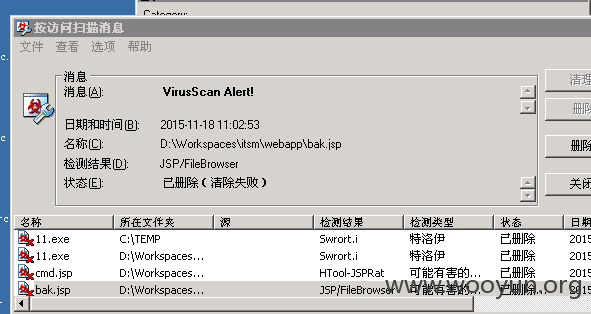 Category:
按访问扫描消息
文件 查看 选项 帮助
消息
消息(A): VirusScan Alert!
日期和时间(B): 2015-11-18 11:02:53
名称(C): D:\Workspaces\itsm\webapp\bak.jsp
检测结果(D): JSP/FileBrowser
状态(E): 已删除(清除失败)
清理
删除
删除
关闭
名称 所在文件夹 源 检测结果 检测类型 状态 日期
11.exe C:\TEMP Swrort.i 特洛伊 已删除 2015
11.exe D:\Workspaces... Swrort.i 特洛伊 已删除 2015
cmd.jsp D:\Workspaces... HTool-JSPRat 可能有害的... 已删除 2015
bak.jsp D:\Workspaces... JSP/FileBrowser 可能有害的... 已删除 2015
www.wooyun.org